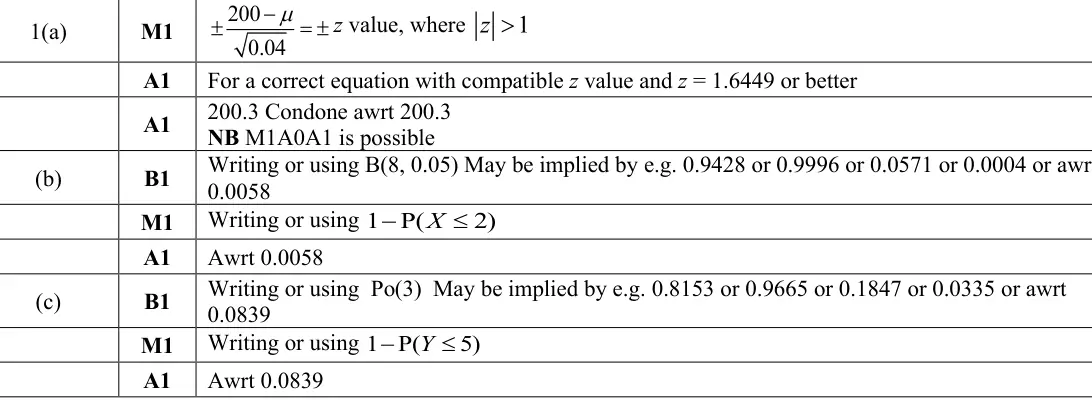 1(a) M1 ± (200 − μ)/√0.04 = ± z value, where |z| > 1
A1 For a correct equation with compatible z value and z = 1.6449 or better
A1 200.3 Condone awrt 200.3
NB M1A0A1 is possible
(b) B1 Writing or using B(8, 0.05) May be implied by e.g. 0.9428 or 0.9996 or 0.0571 or 0.0004 or awr
0.0058
M1 Writing or using 1 − P( X ≤ 2)
A1 Awrt 0.0058
(c) B1 Writing or using Po(3) May be implied by e.g. 0.8153 or 0.9665 or 0.1847 or 0.0335 or awrt
0.0839
M1 Writing or using 1 − P(Y ≤ 5)
A1 Awrt 0.0839